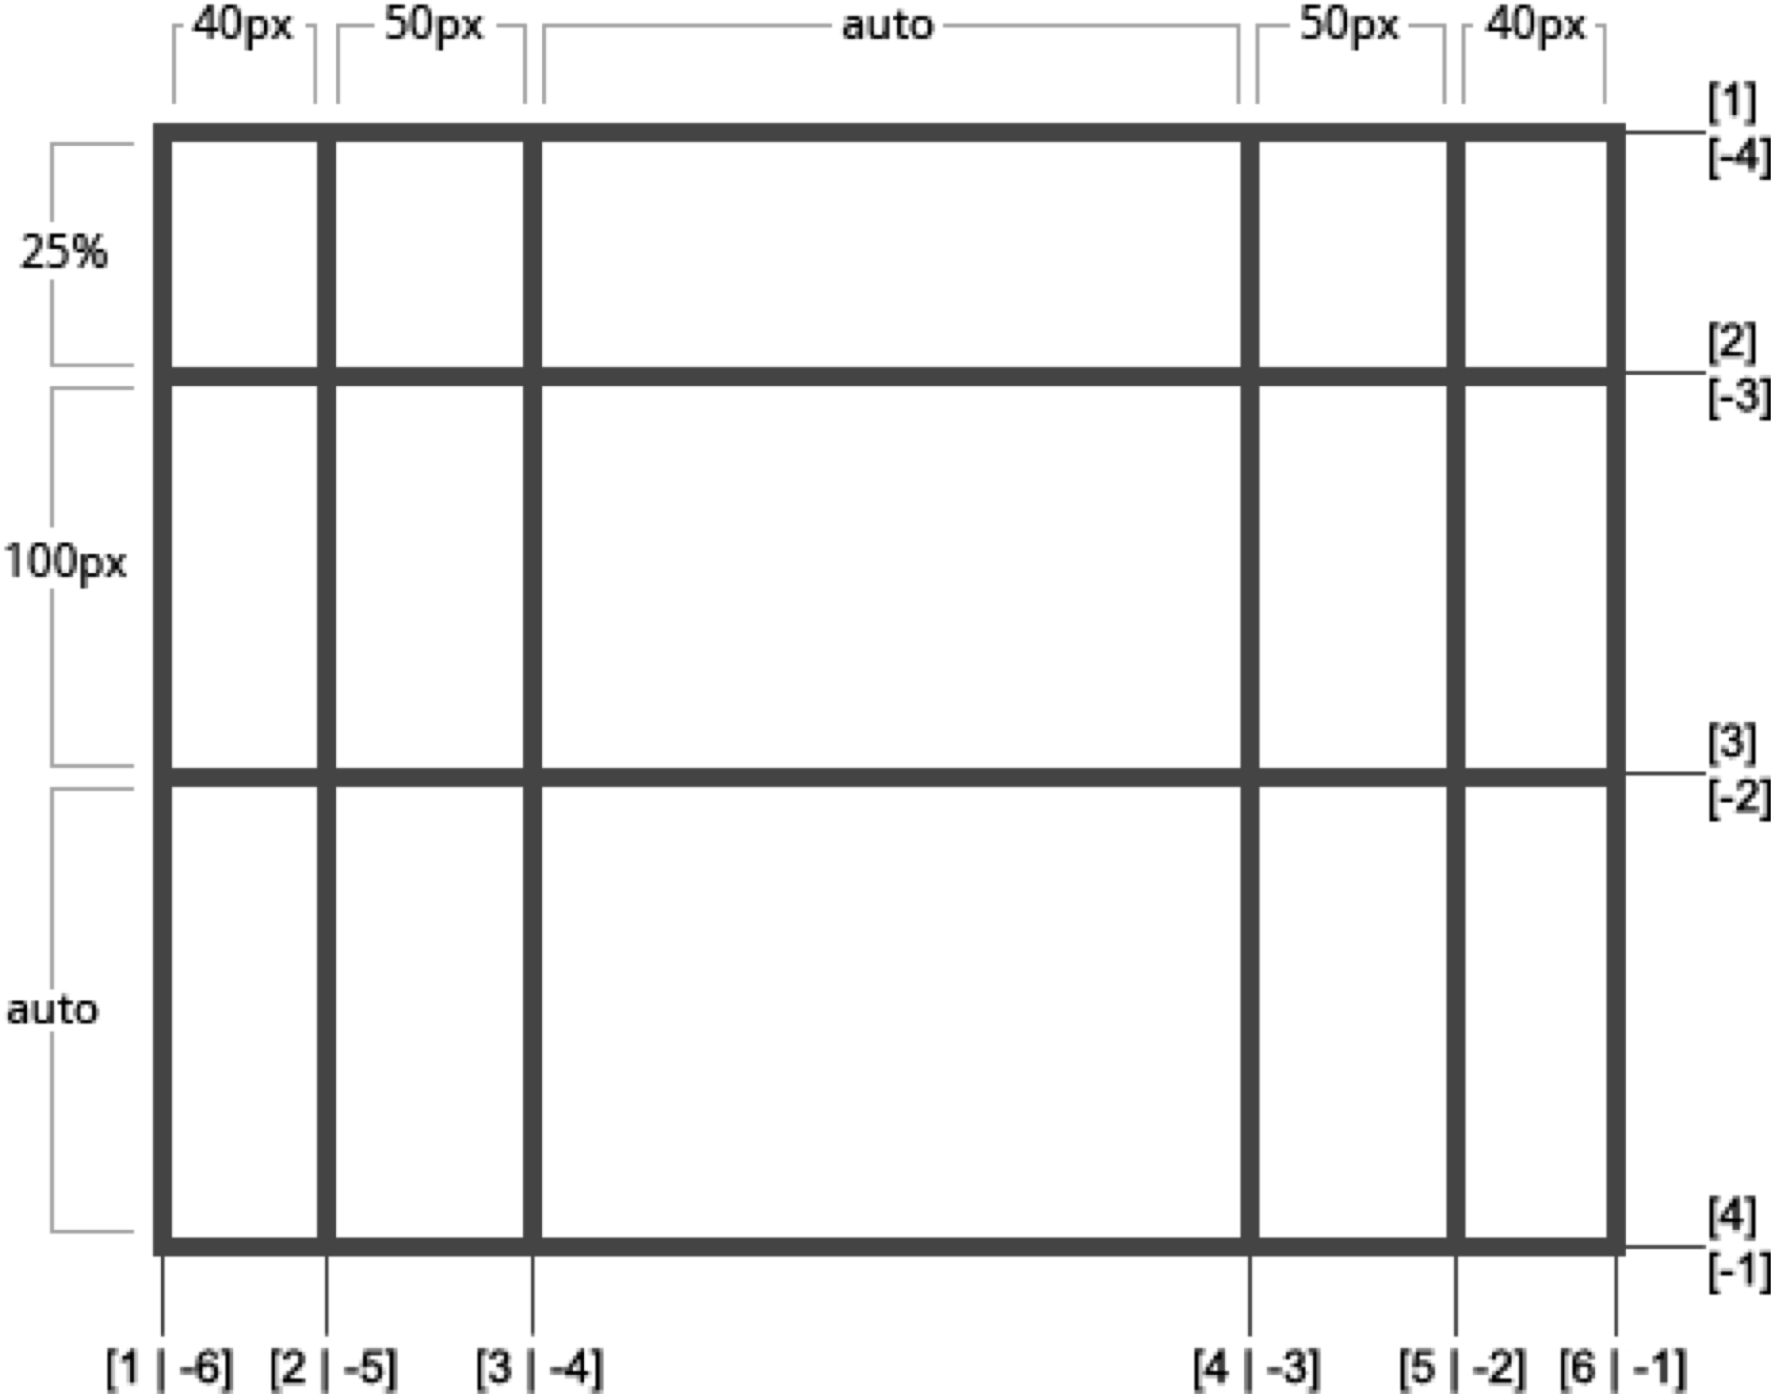 40px 50px auto 50px 40px
[1]
[-4]
25%
[2]
[-3]
100px
[3]
[-2]
auto
[4]
[-1]
[1 | -6] [2 | -5] [3 | -4] [4 | -3] [5 | -2] [6 | -1]